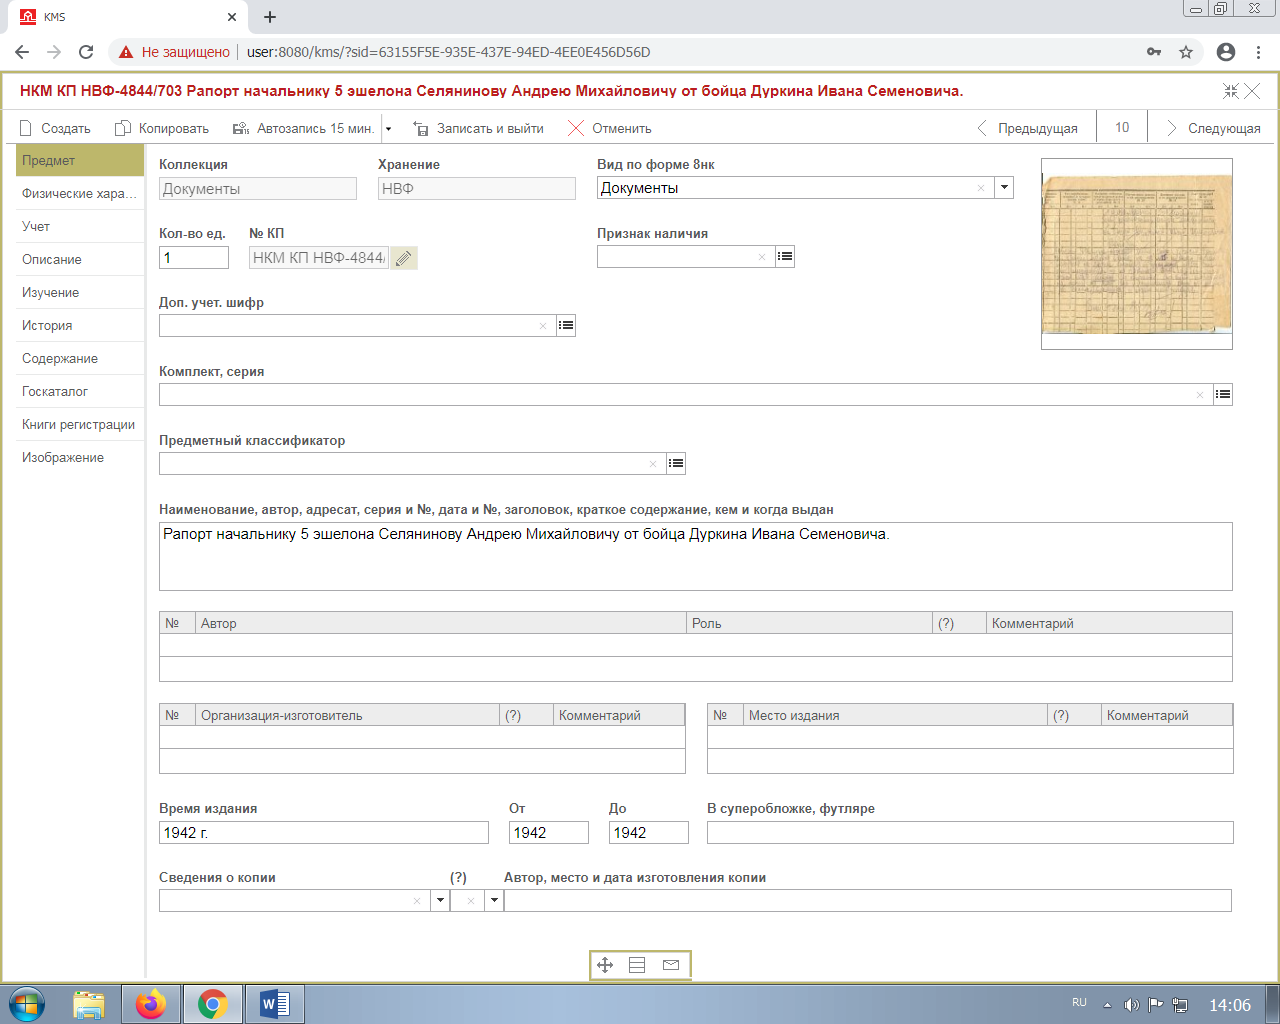 KMS
Не защищено
user:8080/kms/?sid=63155F5E-935E-437E-94ED-4EE0E456D56D
НКМ КП НВФ-4844/703 Рапорт начальнику 5 эшелона Селянинову Андрею Михайловичу от бойца Дуркина Ивана Семеновича.
Создать Копировать Автозапись 15 мин. Записать и выйти Отменить Предыдущая 10 Следующая
Предмет
Физические хара...
Учет
Описание
Изучение
История
Содержание
Госкаталог
Книги регистрации
Изображение
Коллекция Хранение Вид по форме 8нк
Документы НВФ Документы
Кол-во ед. № КП Признак наличия
1 НКМ КП НВФ-4844/
Доп. учет. шифр
Комплект, серия
Предметный классификатор
Наименование, автор, адресат, серия и №, дата и №, заголовок, краткое содержание, кем и когда выдан
Рапорт начальнику 5 эшелона Селянинову Андрею Михайловичу от бойца Дуркина Ивана Семеновича.
№ Автор Роль (?) Комментарий
№ Организация-изготовитель (?) Комментарий № Место издания (?) Комментарий
Время издания От До В суперобложке, футляре
1942 г. 1942 1942
Сведения о копии (?) Автор, место и дата изготовления копии
RU 14:06